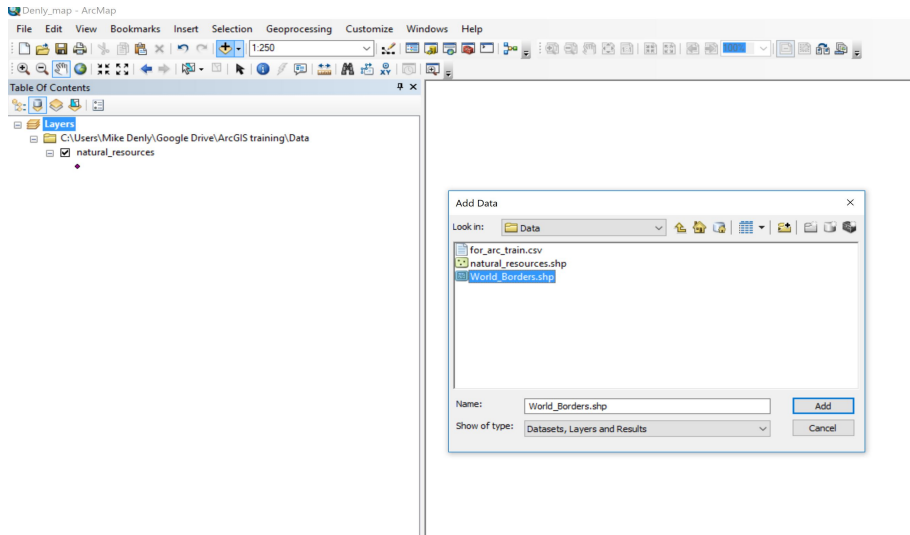 Denly_map - ArcMap
File Edit View Bookmarks Insert Selection Geoprocessing Customize Windows Help
1:250
Table Of Contents
Layers
C:\Users\Mike Denly\Google Drive\ArcGIS training\Data
natural_resources
Add Data
Look in: Data
for_arc_train.csv
natural_resources.shp
World_Borders.shp
Name: World_Borders.shp Add
Show of type: Datasets, Layers and Results Cancel